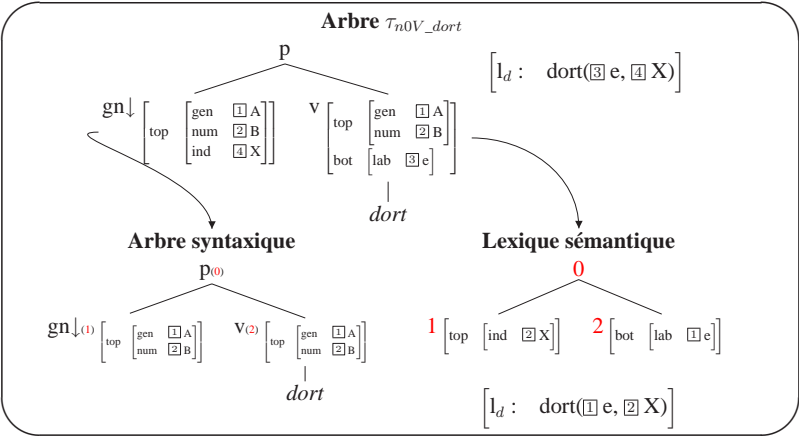 Arbre τn0V_dort
p
[l_d : dort(3 e, 4 X)]
gn↓ [top [gen 1 A
num 2 B
ind 4 X]]
v [top [gen 1 A
num 2 B]
bot [lab 3 e]]
dort
Arbre syntaxique
p(0)
gn↓(1) [top [gen 1 A
num 2 B]]
v(2) [top [gen 1 A
num 2 B]]
dort
Lexique sémantique
0
1 [top [ind 2 X]]
2 [bot [lab 1 e]]
[l_d : dort(1 e, 2 X)]